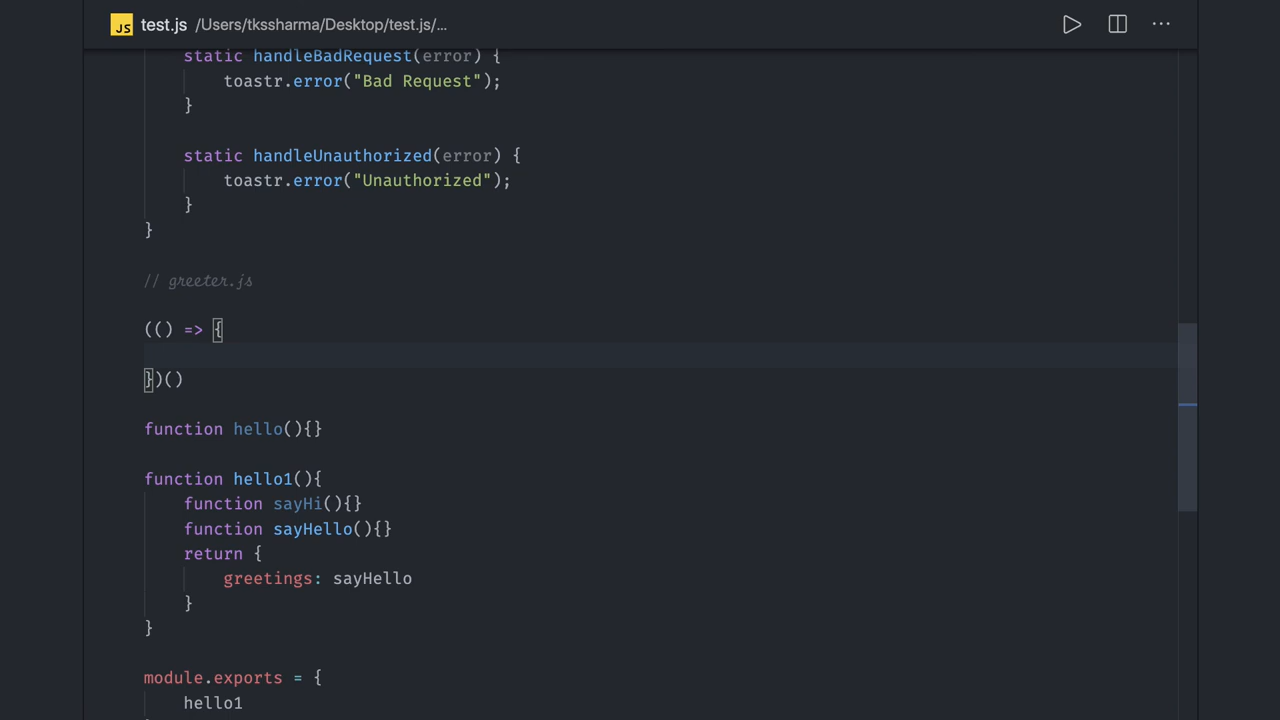 JS test.js /Users/tkssharma/Desktop/test.js/...
static handleBadRequest(error) {
toastr.error("Bad Request");
}
static handleUnauthorized(error) {
toastr.error("Unauthorized");
}
}
// greeter.js
(() => {
})()
function hello(){}
function hello1(){
function sayHi(){}
function sayHello(){}
return {
greetings: sayHello
}
}
module.exports = {
hello1